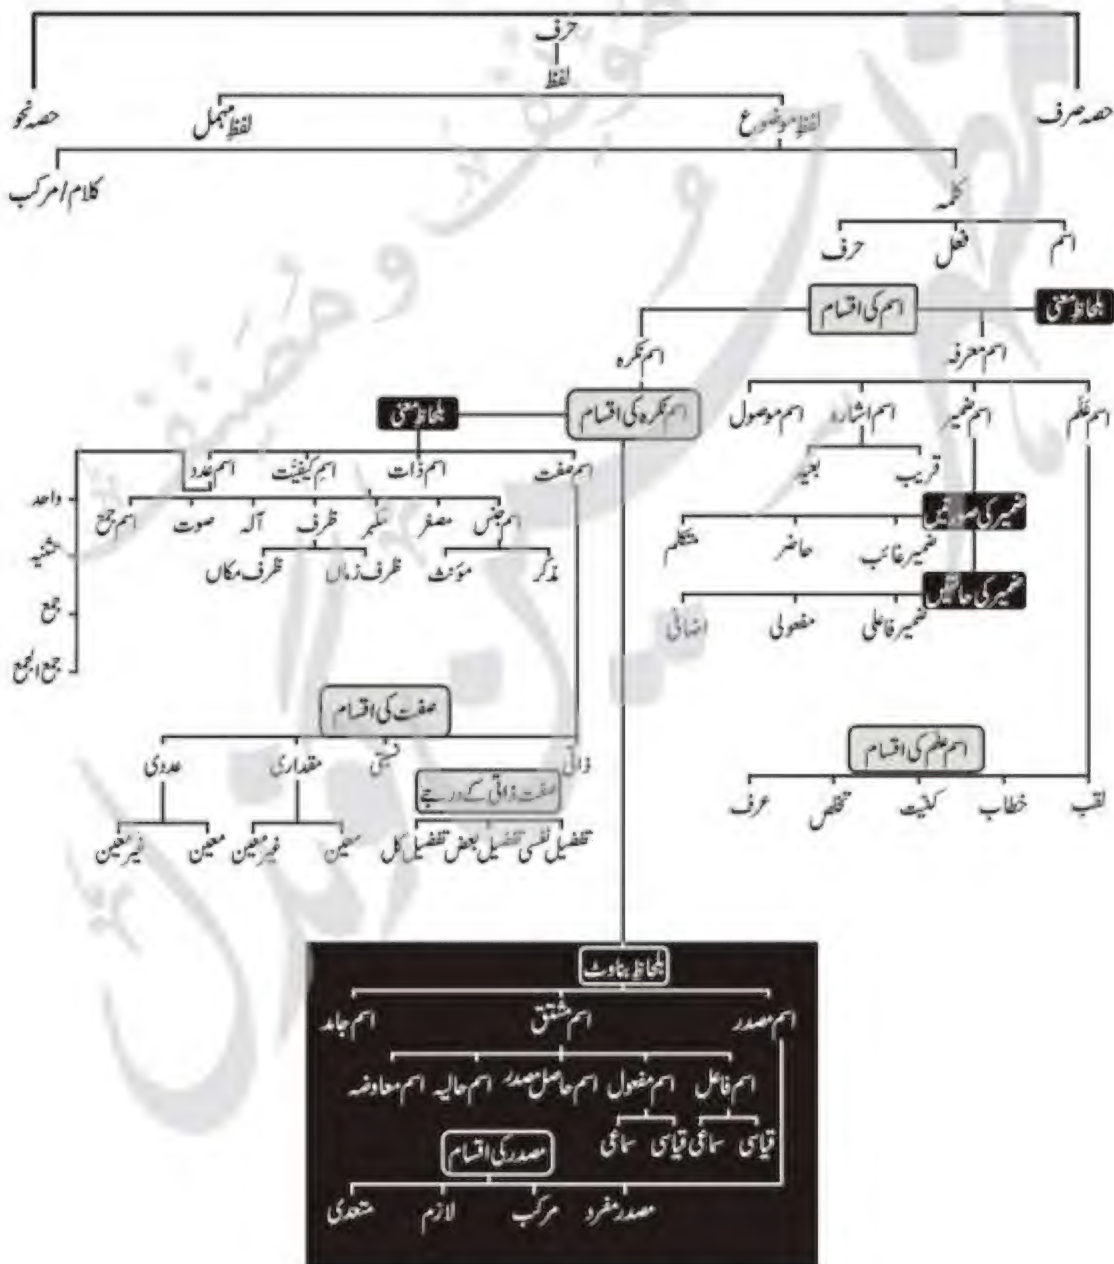 حرف
لفظ
حصہ صرف حصہ نحو
لفظِ موضوع لفظِ مہمل
کلمہ کلام/مرکب
اسم فعل حرف
بلحاظِ معنی اسم کی اقسام
اسم معرفہ اسم نکرہ
اسم نکرہ کی اقسام بلحاظِ معنی
اسم عَلم اسم ضمیر اسم اشارہ اسم موصول
قریب بعید
اسم صفت اسم ذات اسمِ کیفیّت اسم عدد
واحد
تثنیہ
جمع
جمع الجمع
اسم جنس مصغر مکبر ظرف آلہ صوت اسم جمع
مذکر مؤنث ظرف زماں ظرف مکاں
ضمیر کی صورتیں
ضمیر غائب حاضر متکلم
ضمیر کی حالتیں
ضمیر فاعلی مفعولی اضافی
صفت کی اقسام
ذاتی نسبتی مقداری عددی
صفت ذاتی کے درجے
تفضیل نفسی تفضیل بعض تفضیل کل
معین غیر معین معین غیر معین
اسم علم کی اقسام
لقب خطاب کنیت تخلص عرف
بلحاظِ بناوٹ
اسم مصدر اسم مشتق اسم جامد
اسم فاعل اسم مفعول اسم حاصل مصدر اسم حالیہ اسم معاوضہ
قیاسی سماعی قیاسی سماعی
مصدر کی اقسام
مصدر مفرد مرکب لازم متعدی